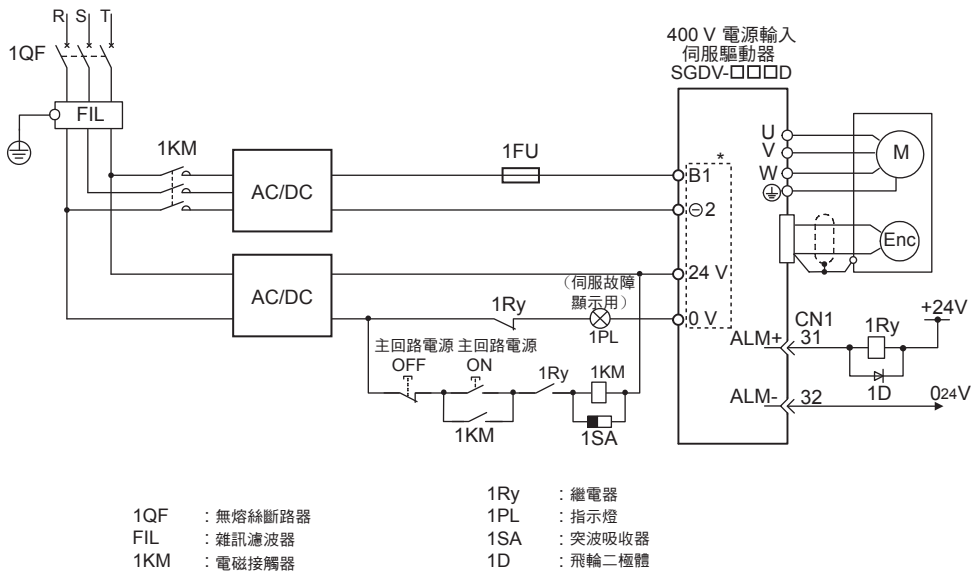 R S T
1QF
FIL
1KM
AC/DC
1FU
400 V 電源輸入
伺服驅動器
SGDV-□□□D
*
B1
⊖2
U
V
W
M
Enc
AC/DC
24 V
0 V
(伺服故障
顯示用)
1Ry
1PL
主回路電源
OFF
主回路電源
ON
1Ry
1KM
1KM
1SA
CN1
ALM+ 31
1Ry
+24V
1D
ALM- 32
024V
1QF :無熔絲斷路器
FIL :雜訊濾波器
1KM :電磁接觸器
1Ry :繼電器
1PL :指示燈
1SA :突波吸收器
1D :飛輪二極體